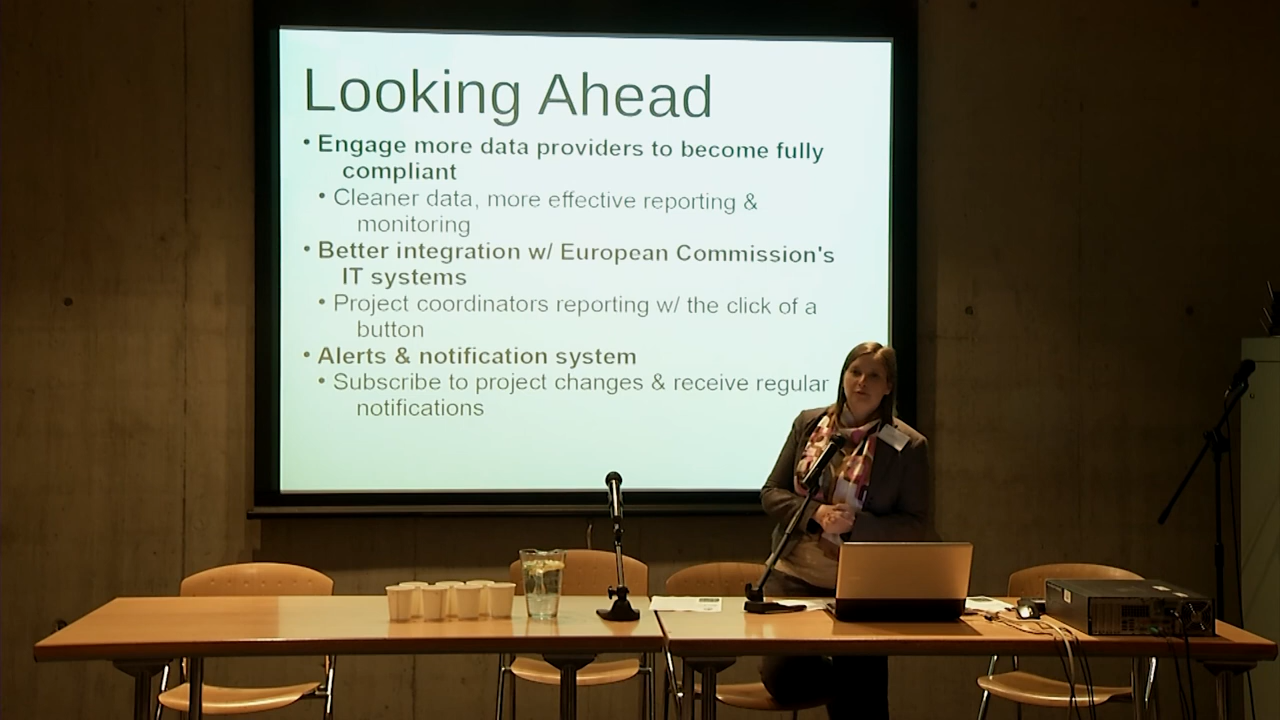 Looking Ahead
• Engage more data providers to become fully
compliant
• Cleaner data, more effective reporting &
monitoring
• Better integration w/ European Commission's
IT systems
• Project coordinators reporting w/ the click of a
button
• Alerts & notification system
• Subscribe to project changes & receive regular
notifications